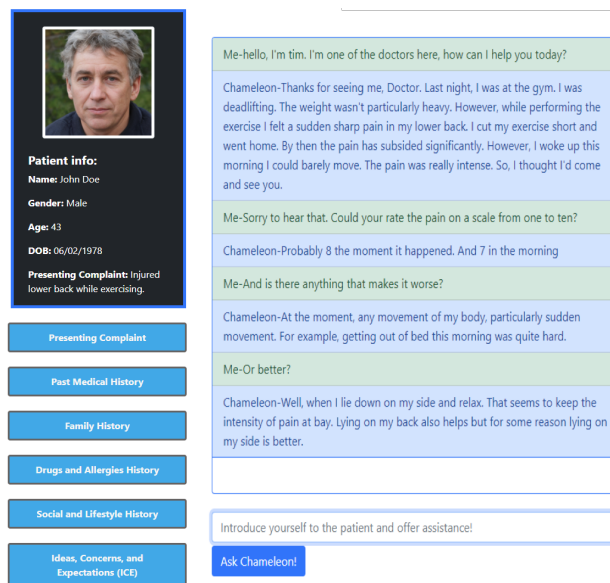 Patient info:
Name: John Doe
Gender: Male
Age: 43
DOB: 06/02/1978
Presenting Complaint: Injured
lower back while exercising.
Presenting Complaint
Past Medical History
Family History
Drugs and Allergies History
Social and Lifestyle History
Ideas, Concerns, and
Expectations (ICE)
Me-hello, I'm tim. I'm one of the doctors here, how can I help you today?
Chameleon-Thanks for seeing me, Doctor. Last night, I was at the gym. I was
deadlifting. The weight wasn't particularly heavy. However, while performing the
exercise I felt a sudden sharp pain in my lower back. I cut my exercise short and
went home. By then the pain has subsided significantly. However, I woke up this
morning I could barely move. The pain was really intense. So, I thought I'd come
and see you.
Me-Sorry to hear that. Could your rate the pain on a scale from one to ten?
Chameleon-Probably 8 the moment it happened. And 7 in the morning
Me-And is there anything that makes it worse?
Chameleon-At the moment, any movement of my body, particularly sudden
movement. For example, getting out of bed this morning was quite hard.
Me-Or better?
Chameleon-Well, when I lie down on my side and relax. That seems to keep the
intensity of pain at bay. Lying on my back also helps but for some reason lying on
my side is better.
Introduce yourself to the patient and offer assistance!
Ask Chameleon!